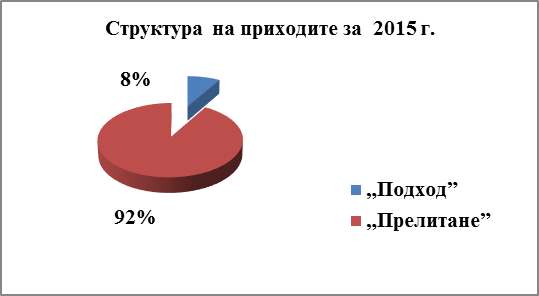 Структура на приходите за 2015 г.
8%
92%
„Подход”
„Прелитане”